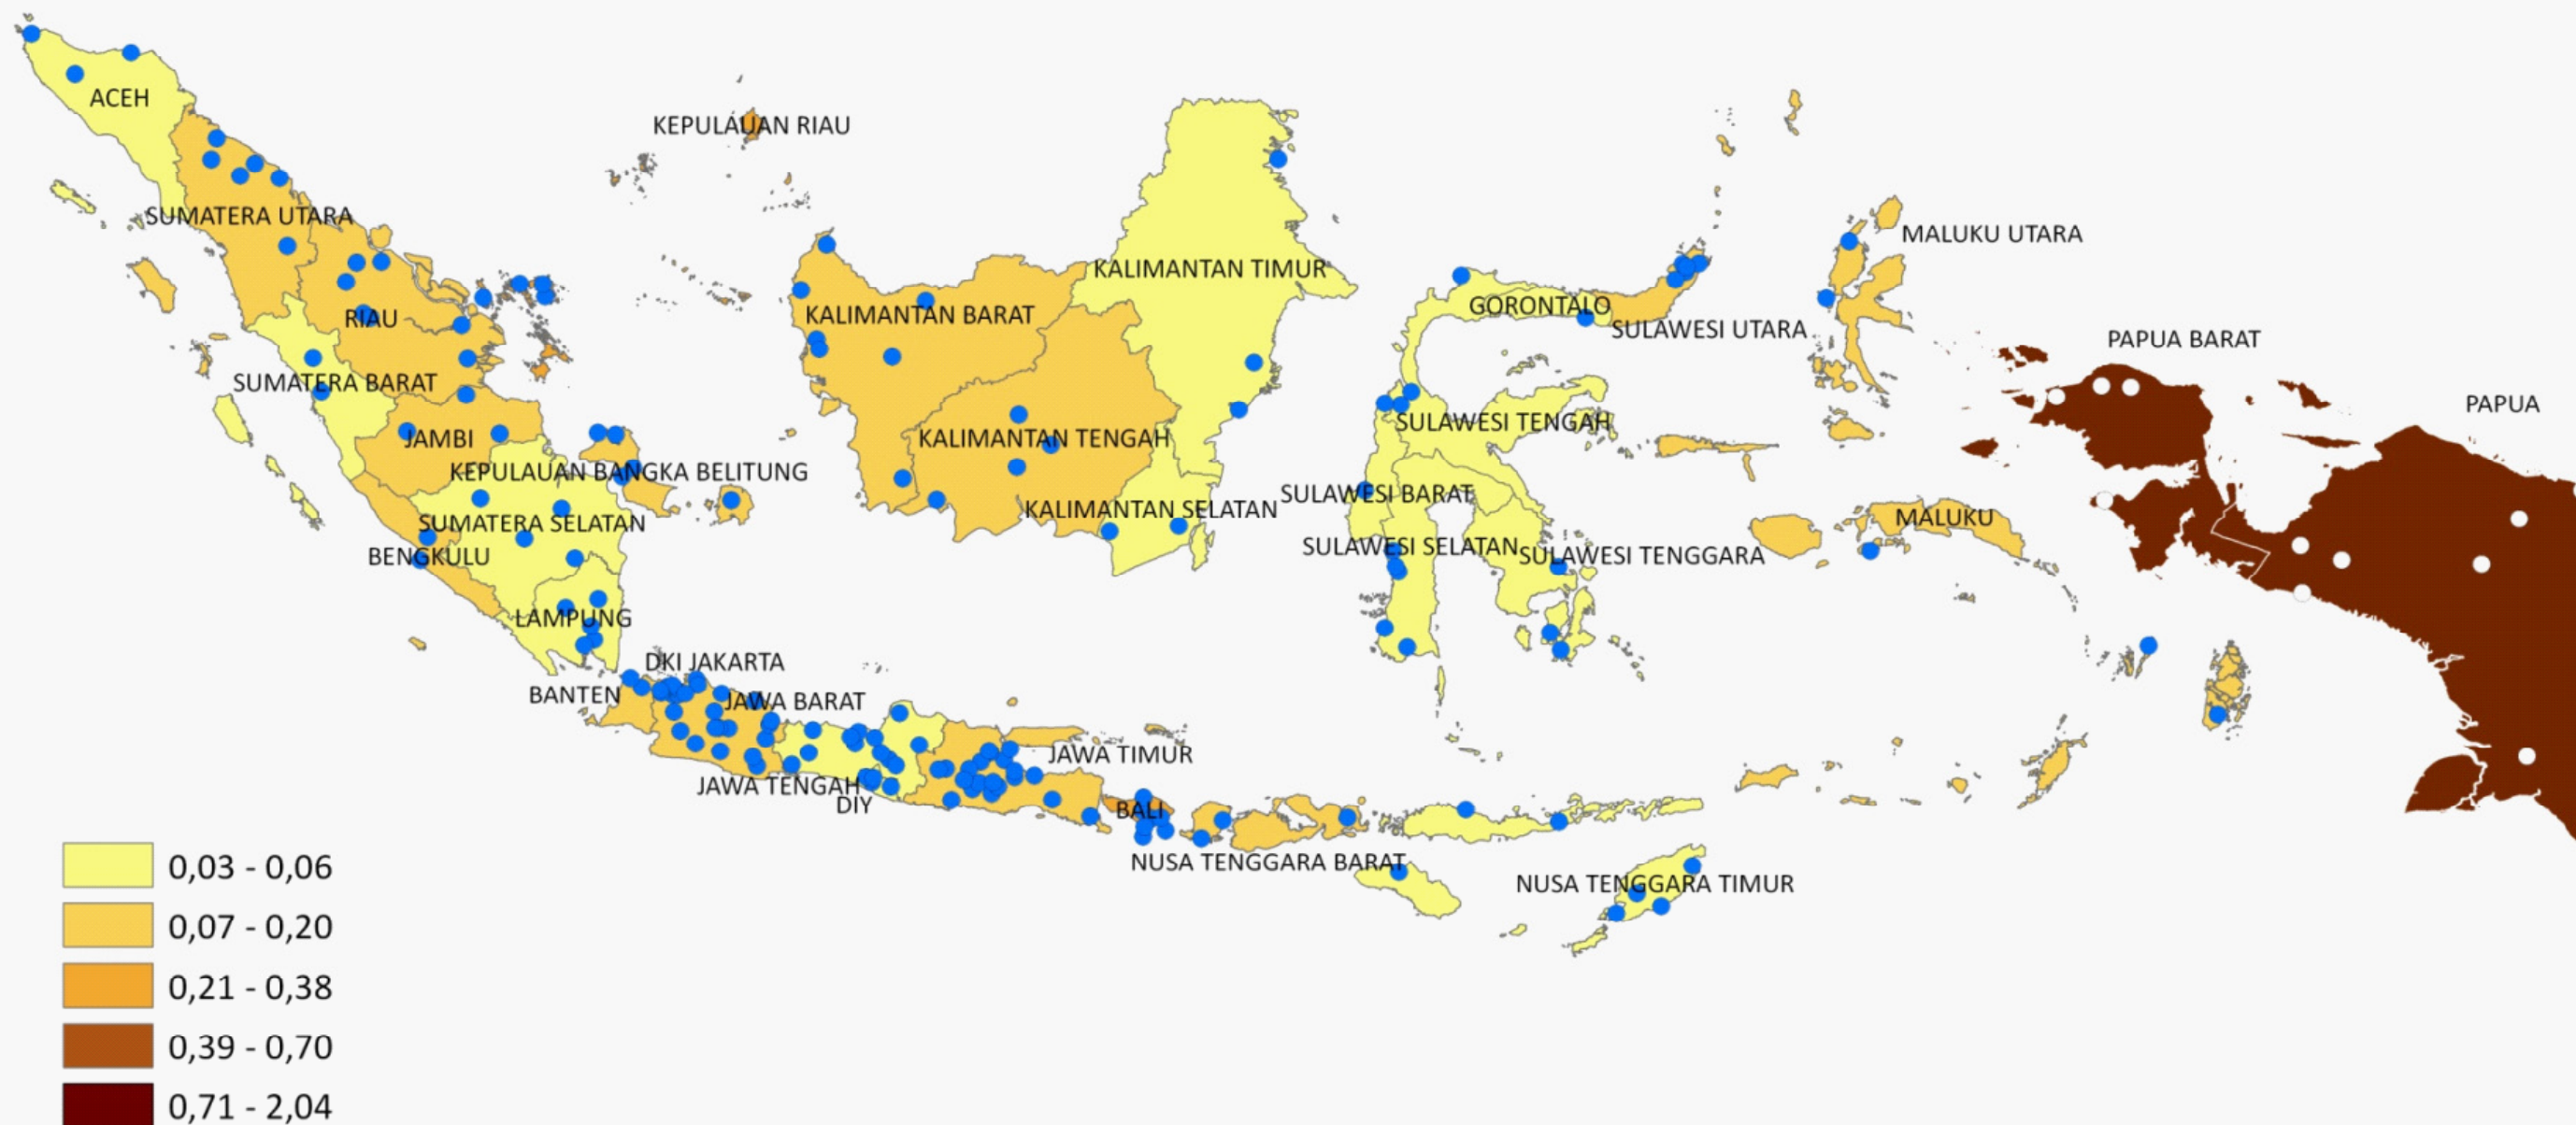 ACEH
KEPULAUAN RIAU
SUMATERA UTARA
MALUKU UTARA
KALIMANTAN TIMUR
GORONTALO
KALIMANTAN BARAT
RIAU
SULAWESI UTARA
PAPUA BARAT
SUMATERA BARAT
PAPUA
SULAWESI TENGAH
JAMBI
KALIMANTAN TENGAH
KEPULAUAN BANGKA BELITUNG
SULAWESI BARAT
KALIMANTAN SELATAN
MALUKU
SUMATERA SELATAN
SULAWESI SELATAN
SULAWESI TENGGARA
BENGKULU
LAMPUNG
DKI JAKARTA
BANTEN
JAWA BARAT
JAWA TIMUR
JAWA TENGAH
DIY
BALI
NUSA TENGGARA BARAT
NUSA TENGGARA TIMUR
0,03 - 0,06
0,07 - 0,20
0,21 - 0,38
0,39 - 0,70
0,71 - 2,04